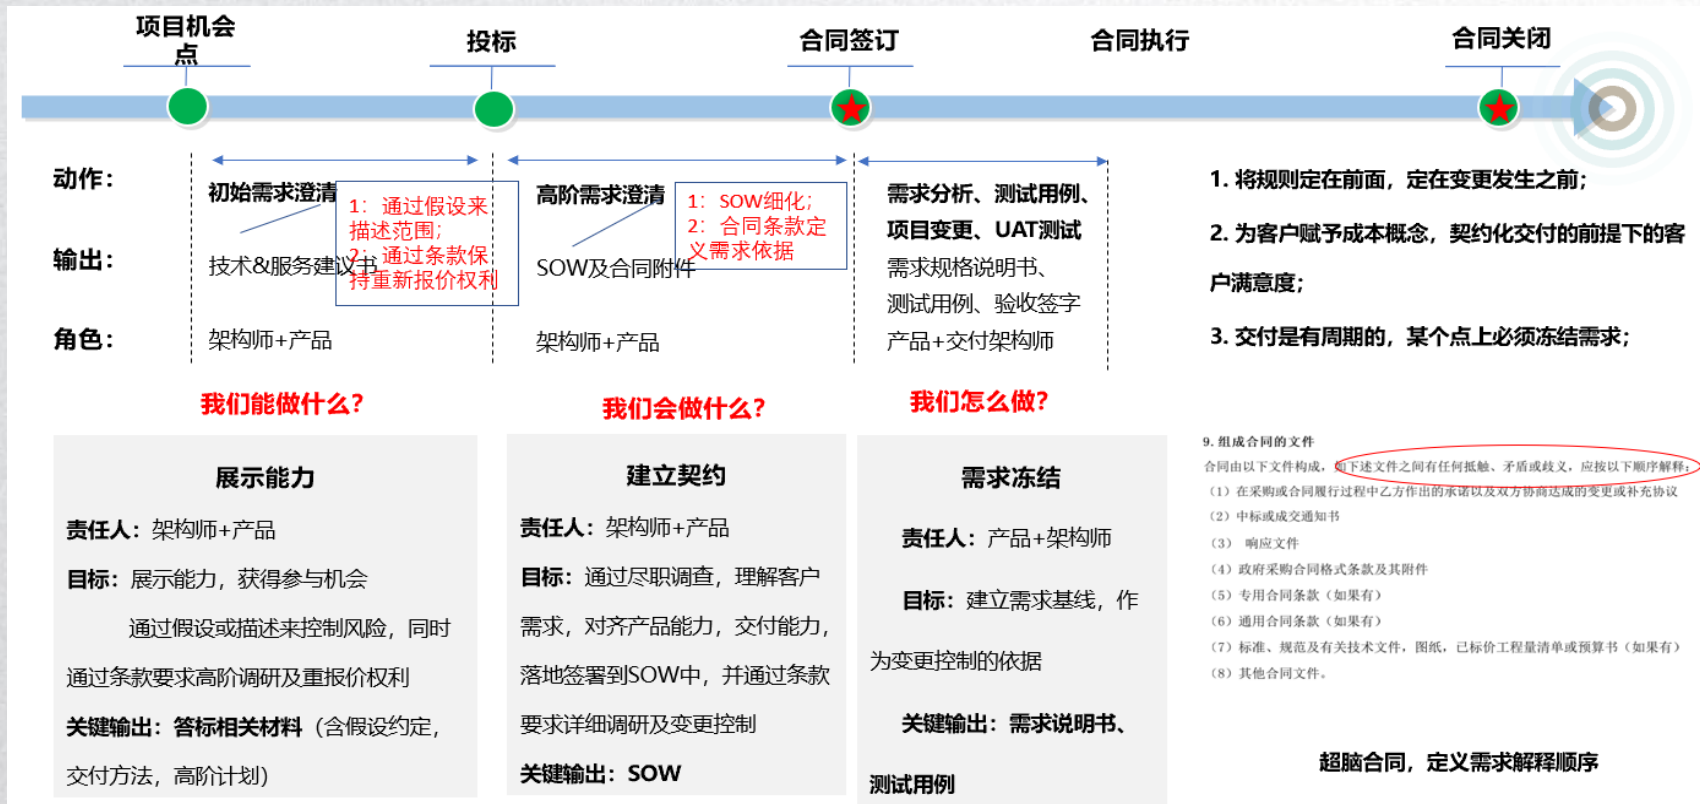 项目机会
点
投标
合同签订
合同执行
合同关闭
动作：
初始需求澄清
1：通过假设来
描述范围；
2：通过条款保
持重新报价权利
高阶需求澄清
1：SOW细化；
2：合同条款定
义需求依据
需求分析、测试用例、
项目变更、UAT测试
输出：
技术&服务建议书
SOW及合同附件
需求规格说明书、
测试用例、验收签字
角色：
架构师+产品
架构师+产品
产品+交付架构师
1. 将规则定在前面，定在变更发生之前；
2. 为客户赋予成本概念，契约化交付的前提下的客
户满意度；
3. 交付是有周期的，某个点上必须冻结需求；
我们能做什么？
我们会做什么？
我们怎么做？
展示能力
责任人：架构师+产品
目标：展示能力，获得参与机会
通过假设或描述来控制风险，同时
通过条款要求高阶调研及重报价权利
关键输出：答标相关材料（含假设约定，
交付方法，高阶计划）
建立契约
责任人：架构师+产品
目标：通过尽职调查，理解客户
需求，对齐产品能力，交付能力，
落地签署到SOW中，并通过条款
要求详细调研及变更控制
关键输出：SOW
需求冻结
责任人：产品+架构师
目标：建立需求基线，作
为变更控制的依据
关键输出：需求说明书、
测试用例
9. 组成合同的文件
合同由以下文件构成，如下述文件之间有任何抵触、矛盾或歧义，应按以下顺序解释：
（1）在采购或合同履行过程中乙方作出的承诺以及双方协商达成的变更或补充协议
（2）中标或成交通知书
（3） 响应文件
（4）政府采购合同格式条款及其附件
（5）专用合同条款（如果有）
（6）通用合同条款（如果有）
（7）标准、规范及有关技术文件，图纸，已标价工程量清单或预算书（如果有）
（8）其他合同文件。
超脑合同，定义需求解释顺序